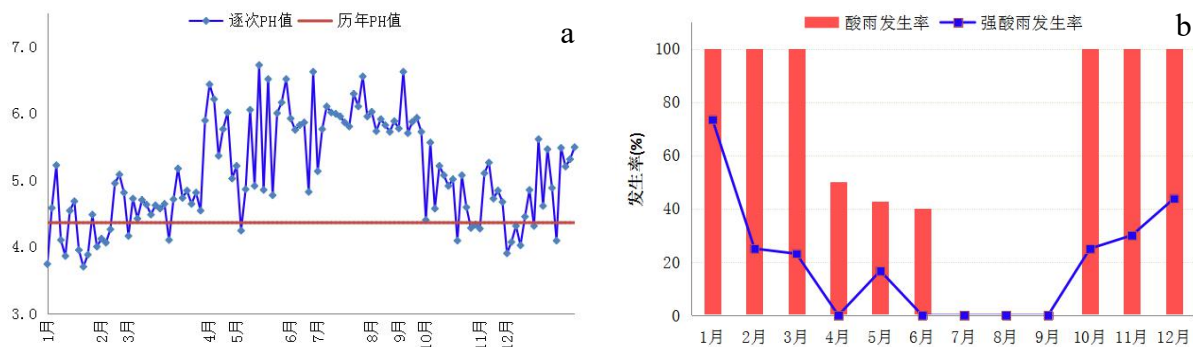 逐次PH值 历年PH值
a
7.0
6.0
5.0
4.0
3.0
1月 2月 3月 4月 5月 6月 7月 8月 9月 10月 11月 12月
酸雨发生率 强酸雨发生率
b
发生率(%)
100
80
60
40
20
0
1月 2月 3月 4月 5月 6月 7月 8月 9月 10月 11月 12月